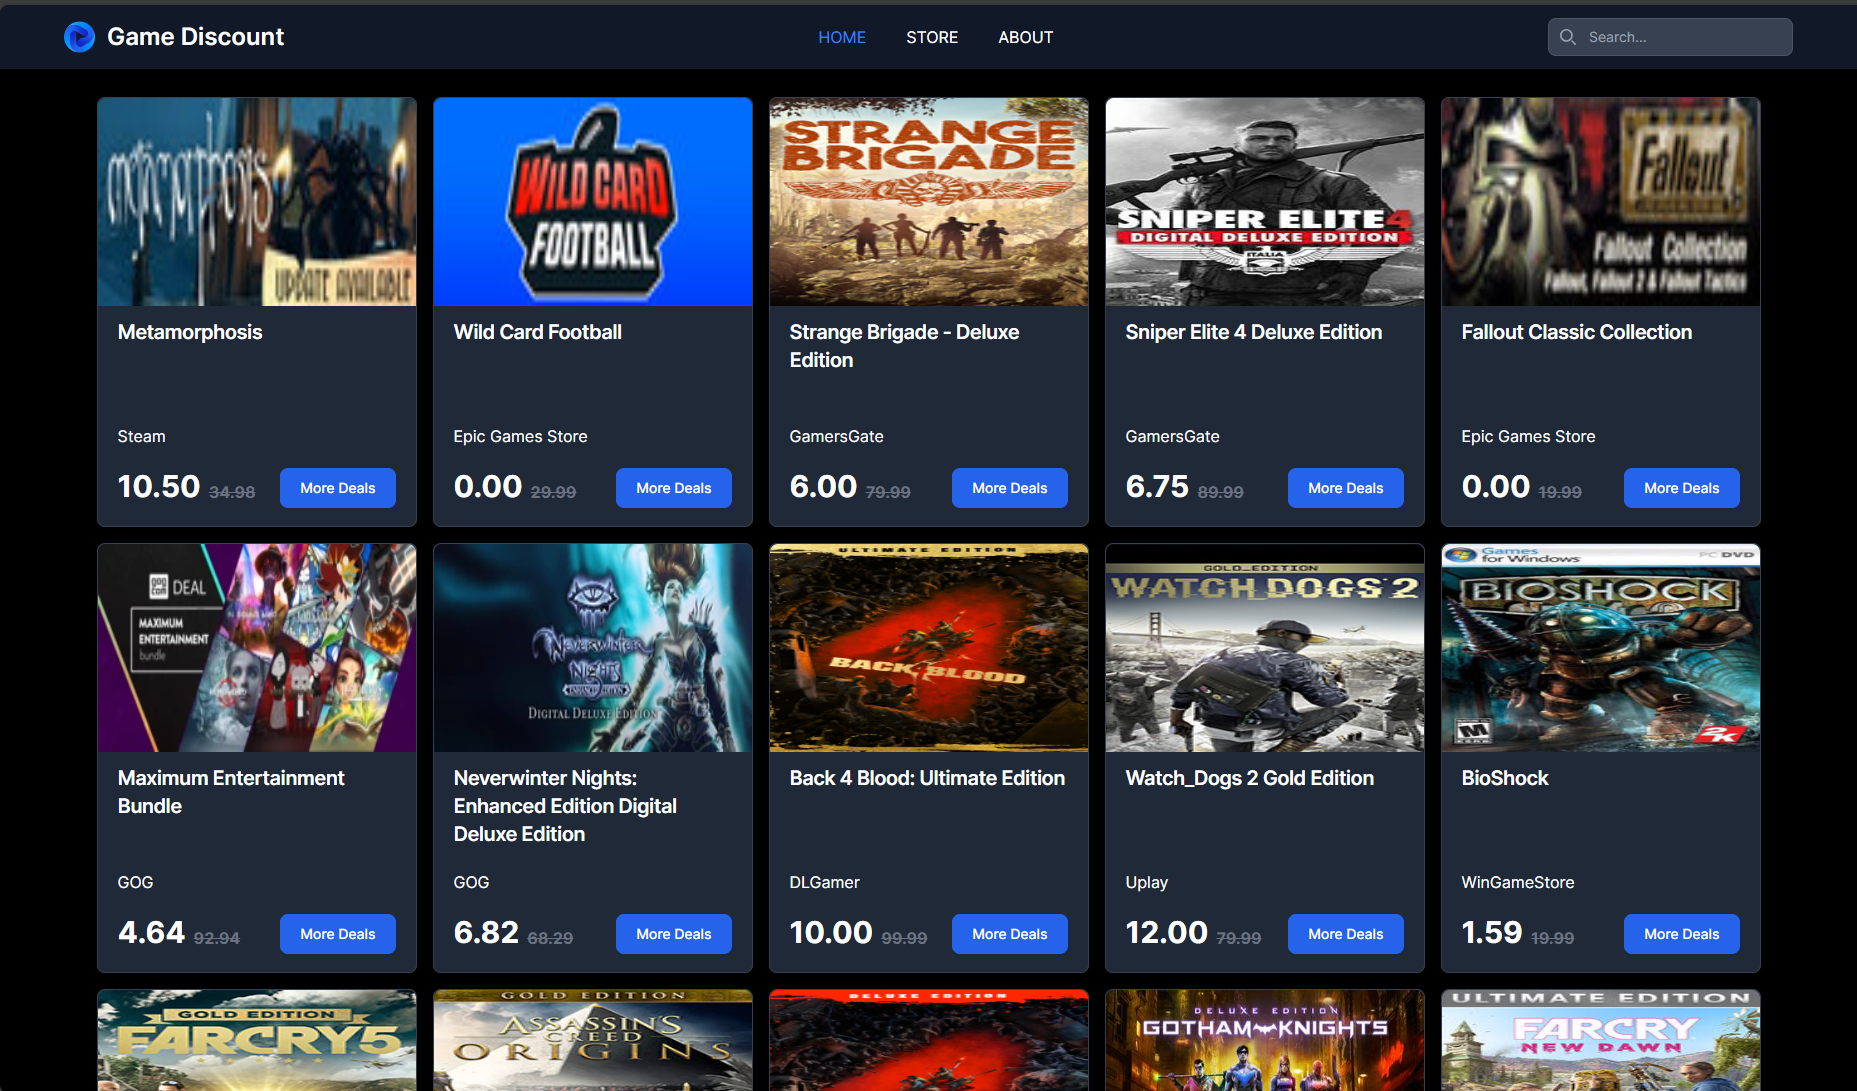 Game Discount
HOME
STORE
ABOUT
Search...
metamorphosis
UPDATE AVAILABLE
WILD CARD
FOOTBALL
STRANGE
BRIGADE
SNIPER ELITE 4
DIGITAL DELUXE EDITION
ITALIA
Fallout
Fallout Collection
Fallout, Fallout 2 & Fallout Tactics
Metamorphosis
Wild Card Football
Strange Brigade - Deluxe
Edition
Sniper Elite 4 Deluxe Edition
Fallout Classic Collection
Steam
Epic Games Store
GamersGate
GamersGate
Epic Games Store
10.50 34.98 More Deals
0.00 29.99 More Deals
6.00 79.99 More Deals
6.75 89.99 More Deals
0.00 19.99 More Deals
gog
com
DEAL
MAXIMUM
ENTERTAINMENT
bundle
NEVERWINTER
NIGHTS
ENHANCED EDITION
DIGITAL DELUXE EDITION
ULTIMATE EDITION
BACK 4 BLOOD
GOLD_EDITION
WATCH_DOGS 2
Games
for Windows
PC DVD
BIOSHOCK
M
2K
Maximum Entertainment
Bundle
Neverwinter Nights:
Enhanced Edition Digital
Deluxe Edition
Back 4 Blood: Ultimate Edition
Watch_Dogs 2 Gold Edition
BioShock
GOG
GOG
DLGamer
Uplay
WinGameStore
4.64 92.94 More Deals
6.82 68.29 More Deals
10.00 99.99 More Deals
12.00 79.99 More Deals
1.59 19.99 More Deals
GOLD EDITION
FARCRY5
GOLD EDITION
ASSASSIN'S
CREED
ORIGINS
DELUXE EDITION
DELUXE EDITION
GOTHAM KNIGHTS
ULTIMATE EDITION
FARCRY
NEW DAWN